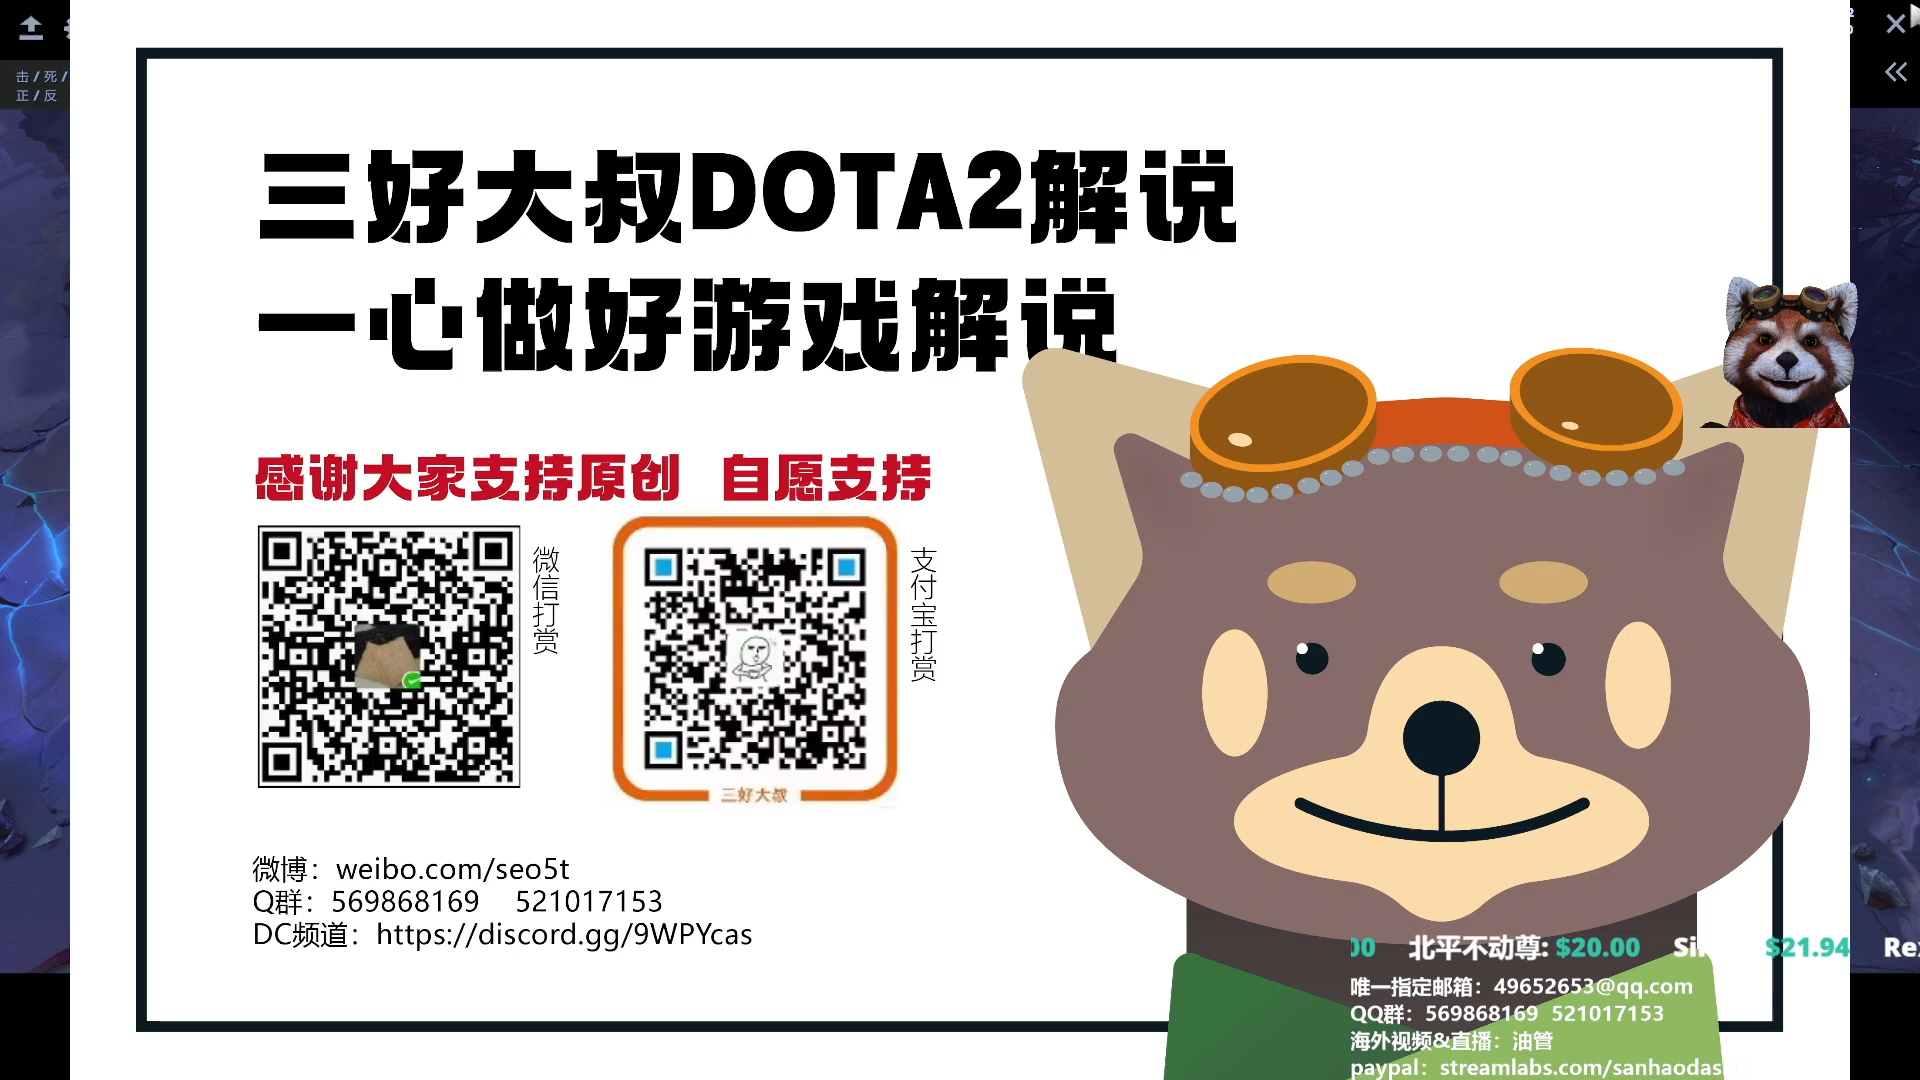 击 / 死 /
正 / 反
三好大叔DOTA2解说
一心做好游戏解说
感谢大家支持原创 自愿支持
微信打赏
支付宝打赏
三好大叔
微博：weibo.com/seo5t
Q群：569868169 521017153
DC频道：https://discord.gg/9WPYcas
00 北平不动尊: $20.00 $21.94
唯一指定邮箱：49652653@qq.com
QQ群：569868169 521017153
海外视频&直播：油管
paypal：streamlabs.com/sanhaodas